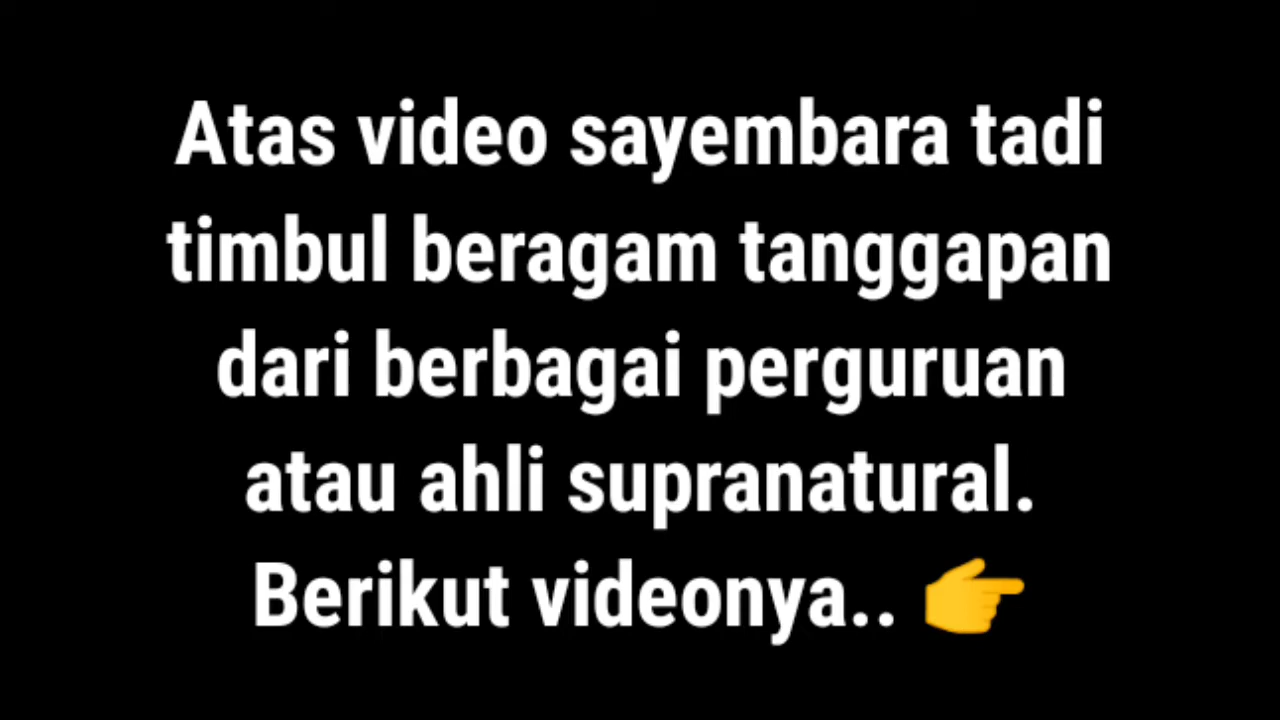 Atas video sayembara tadi
timbul beragam tanggapan
dari berbagai perguruan
atau ahli supranatural.
Berikut videonya.. 👉